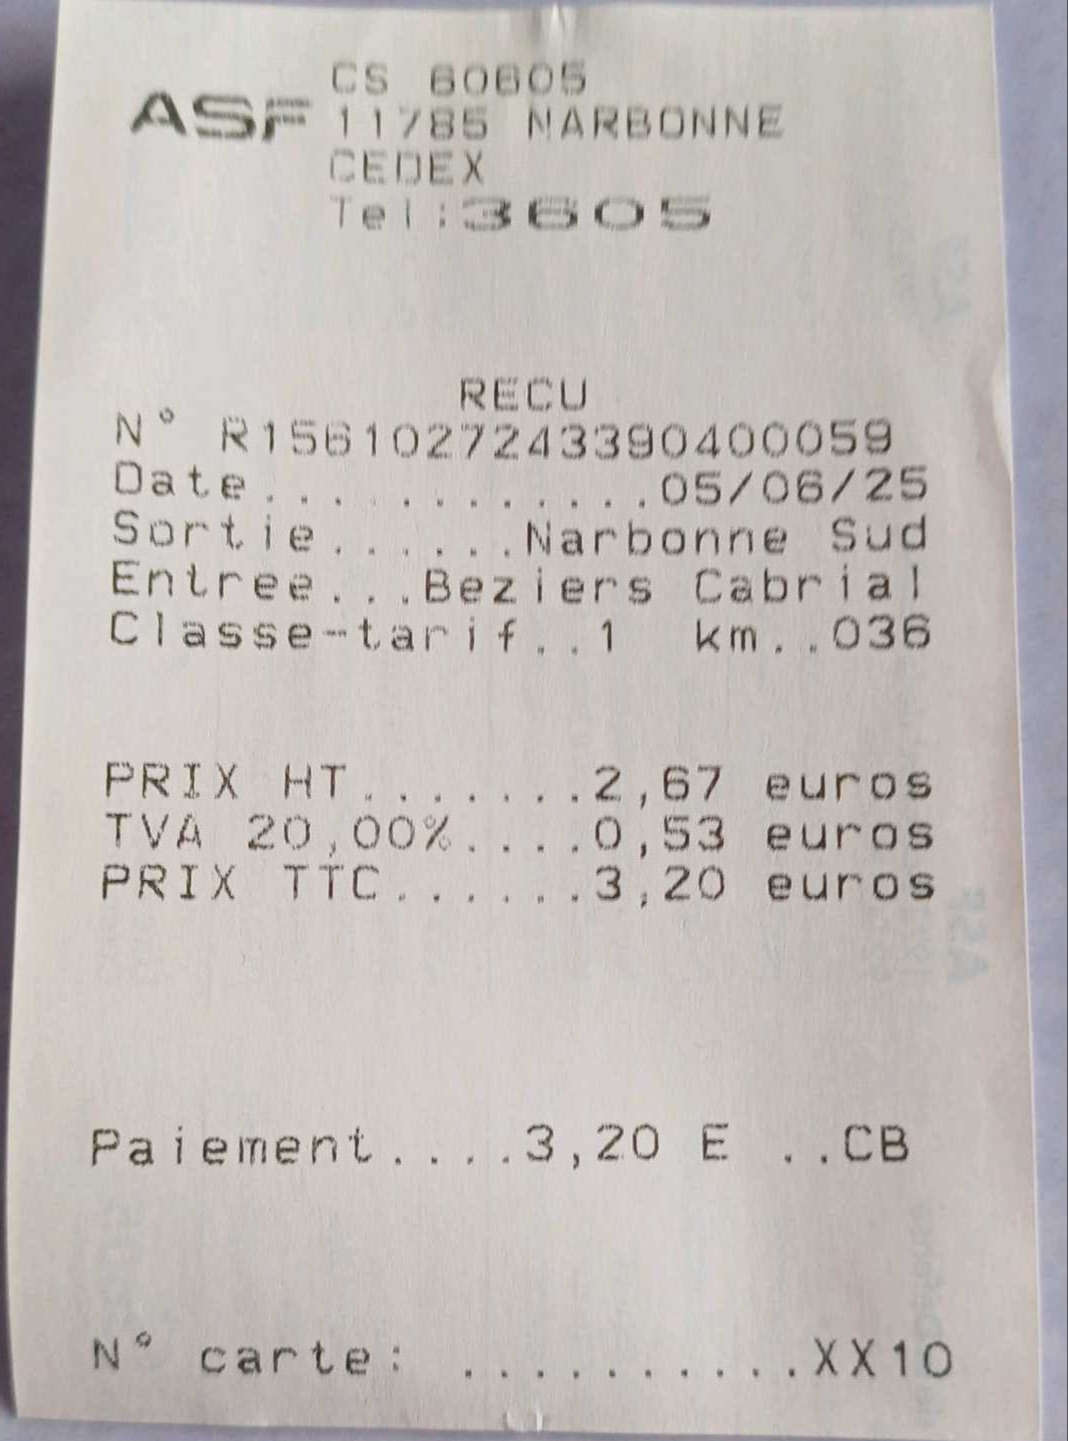 CS 60605
ASF 11785 NARBONNE
CEDEX
Tel:3605
RECU
N° R1561027243390400059
Date... .........05/06/25
Sortie......Narbonne Sud
Entree...Beziers Cabrial
Classe-tarif..1 km..036
PRIX HT.......2,67 euros
TVA 20,00%....0,53 euros
PRIX TTC......3,20 euros
Paiement....3,20 E ..CB
N° carte: ..........XX10